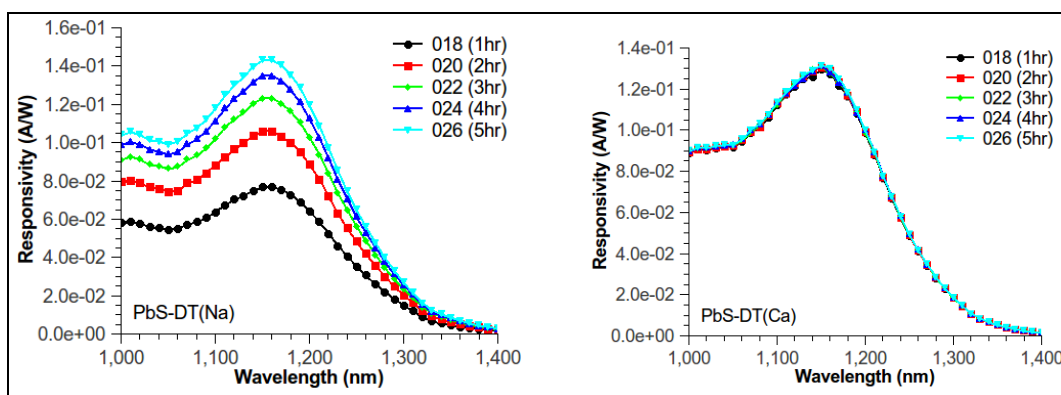 1.6e-01
1.4e-01
1.2e-01
1.0e-01
8.0e-02
6.0e-02
4.0e-02
2.0e-02
0.0e+00
Responsivity (A/W)
018 (1hr)
020 (2hr)
022 (3hr)
024 (4hr)
026 (5hr)
PbS-DT(Na)
1,000
1,100
1,200
1,300
1,400
Wavelength (nm)
1.4e-01
1.2e-01
1.0e-01
8.0e-02
6.0e-02
4.0e-02
2.0e-02
0.0e+00
Responsivity (A/W)
018 (1hr)
020 (2hr)
022 (3hr)
024 (4hr)
026 (5hr)
PbS-DT(Ca)
1,000
1,100
1,200
1,300
1,400
Wavelength (nm)